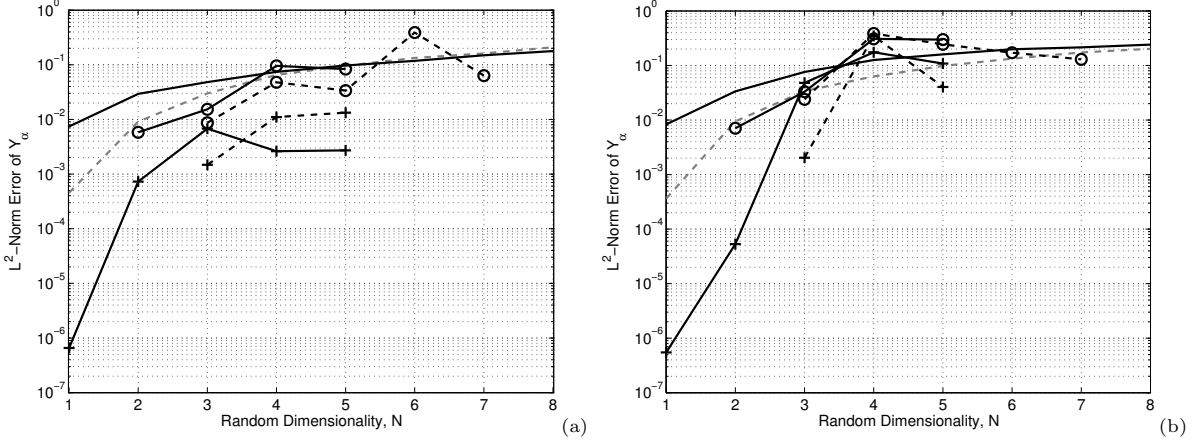 10^0
10^-1
10^-2
10^-3
10^-4
10^-5
10^-6
10^-7
L^2-Norm Error of Y_α
1 2 3 4 5 6 7 8
Random Dimensionality, N
(a)
10^0
10^-1
10^-2
10^-3
10^-4
10^-5
10^-6
10^-7
L^2-Norm Error of Y_α
1 2 3 4 5 6 7 8
Random Dimensionality, N
(b)